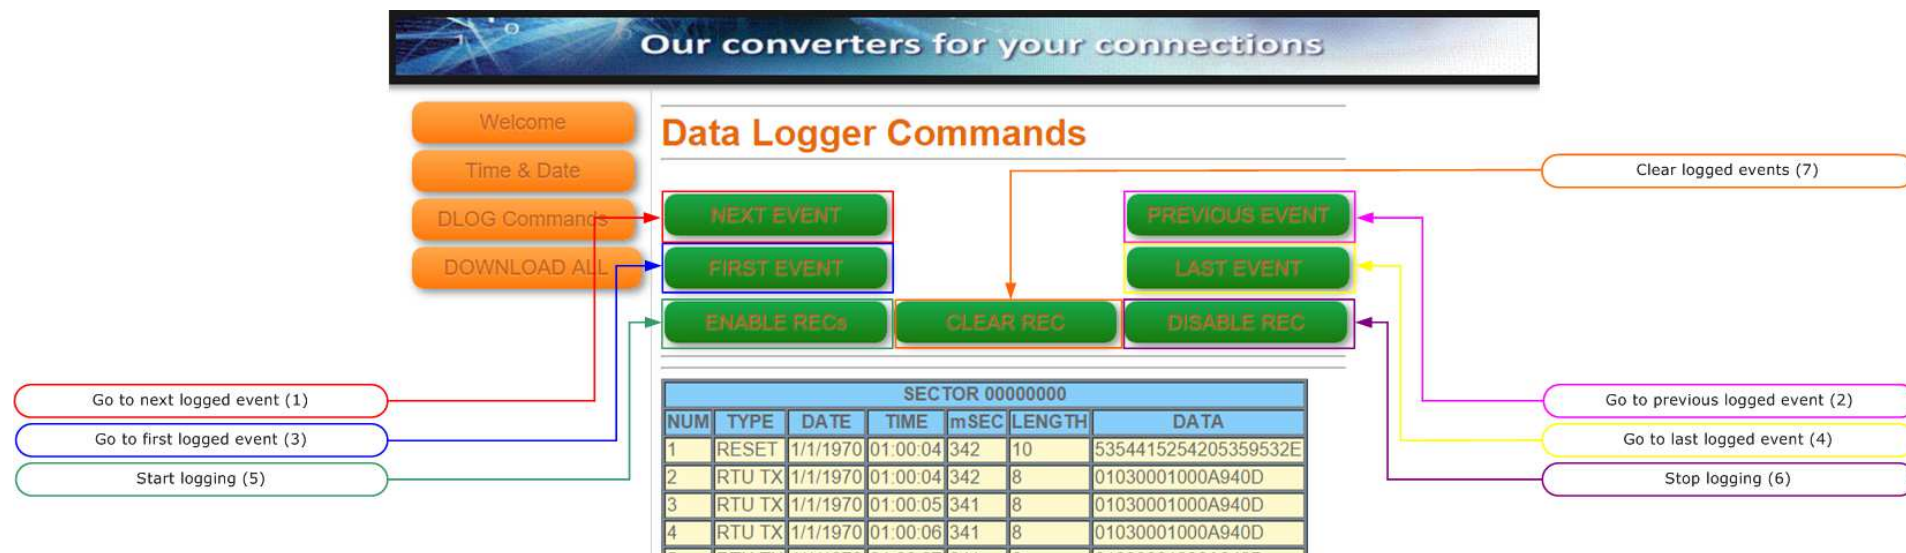 Our converters for your connections
Welcome
Time & Date
DLOG Commands
DOWNLOAD ALL
Data Logger Commands
NEXT EVENT
PREVIOUS EVENT
FIRST EVENT
LAST EVENT
ENABLE RECs
CLEAR REC
DISABLE REC
Clear logged events (7)
Go to next logged event (1)
Go to first logged event (3)
Start logging (5)
Go to previous logged event (2)
Go to last logged event (4)
Stop logging (6)
SECTOR 00000000
NUM TYPE DATE TIME mSEC LENGTH DATA
1 RESET 1/1/1970 01:00:04 342 10 5354415254205359532E
2 RTU TX 1/1/1970 01:00:04 342 8 01030001000A940D
3 RTU TX 1/1/1970 01:00:05 341 8 01030001000A940D
4 RTU TX 1/1/1970 01:00:06 341 8 01030001000A940D